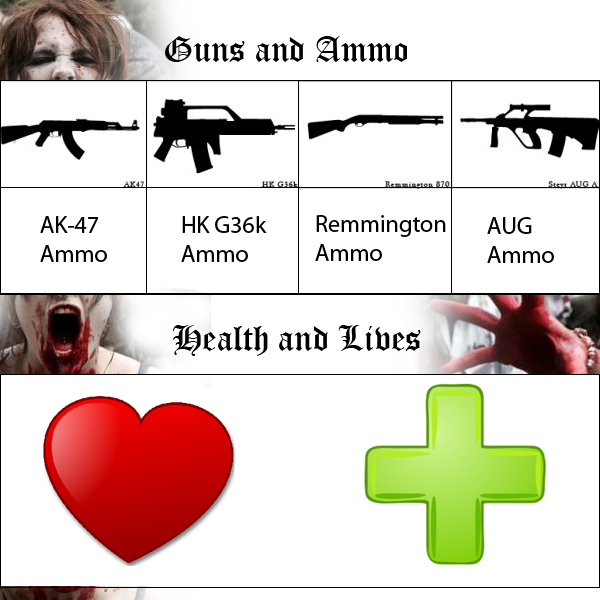 Guns and Ammo
AK47
HK G36k
Remmington 870
Steyr AUG A
AK-47
Ammo
HK G36k
Ammo
Remmington
Ammo
AUG
Ammo
Health and Lives